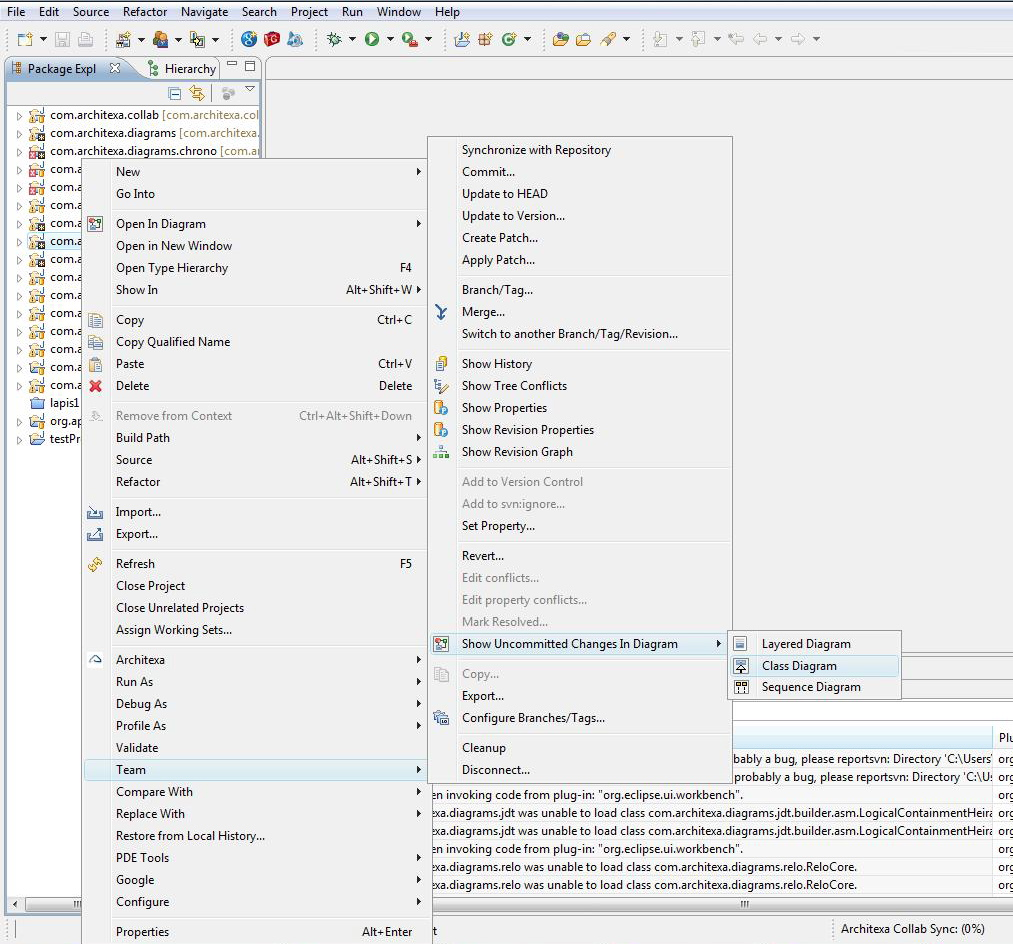 File Edit Source Refactor Navigate Search Project Run Window Help
Package Expl Hierarchy
com.architexa.collab [com.architexa.col
com.architexa.diagrams [com.architexa.
com.architexa.diagrams.chrono [com.ar
com.a
com.a
com.a
com.a
com.a
com.a
com.a
com.a
com.a
com.a
com.a
com.a
com.a
lapis1
org.ap
testPr
New
Go Into
Open In Diagram
Open in New Window
Open Type Hierarchy F4
Show In Alt+Shift+W
Copy Ctrl+C
Copy Qualified Name
Paste Ctrl+V
Delete Delete
Remove from Context Ctrl+Alt+Shift+Down
Build Path
Source Alt+Shift+S
Refactor Alt+Shift+T
Import...
Export...
Refresh F5
Close Project
Close Unrelated Projects
Assign Working Sets...
Architexa
Run As
Debug As
Profile As
Validate
Team
Compare With
Replace With
Restore from Local History...
PDE Tools
Google
Configure
Properties Alt+Enter
Synchronize with Repository
Commit...
Update to HEAD
Update to Version...
Create Patch...
Apply Patch...
Branch/Tag...
Merge...
Switch to another Branch/Tag/Revision...
Show History
Show Tree Conflicts
Show Properties
Show Revision Properties
Show Revision Graph
Add to Version Control
Add to svn:ignore...
Set Property...
Revert...
Edit conflicts...
Edit property conflicts...
Mark Resolved...
Show Uncommitted Changes In Diagram
Copy...
Export...
Configure Branches/Tags...
Cleanup
Disconnect...
Layered Diagram
Class Diagram
Sequence Diagram
Plu
bably a bug, please reportsvn: Directory 'C:\Users' org
probably a bug, please reportsvn: Directory 'C:\Us org
en invoking code from plug-in: "org.eclipse.ui.workbench". org
exa.diagrams.jdt was unable to load class com.architexa.diagrams.jdt.builder.asm.LogicalContainmentHeira org
exa.diagrams.jdt was unable to load class com.architexa.diagrams.jdt.builder.asm.LogicalContainmentHeira org
en invoking code from plug-in: "org.eclipse.ui.workbench". org
exa.diagrams.relo was unable to load class com.architexa.diagrams.relo.ReloCore. org
exa.diagrams.relo was unable to load class com.architexa.diagrams.relo.ReloCore. org
t Architexa Collab Sync: (0%)